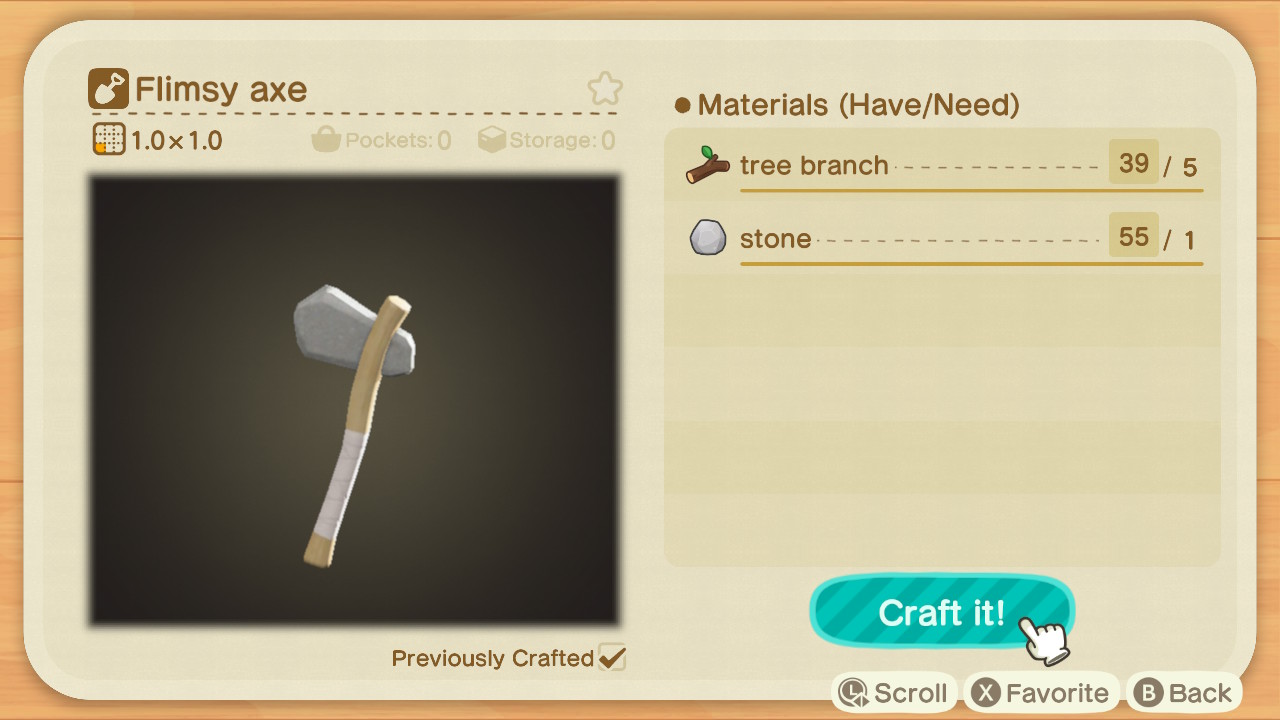 Flimsy axe
1.0×1.0 Pockets: 0 Storage: 0
Previously Crafted
Materials (Have/Need)
tree branch 39 / 5
stone 55 / 1
Craft it!
L Scroll X Favorite B Back